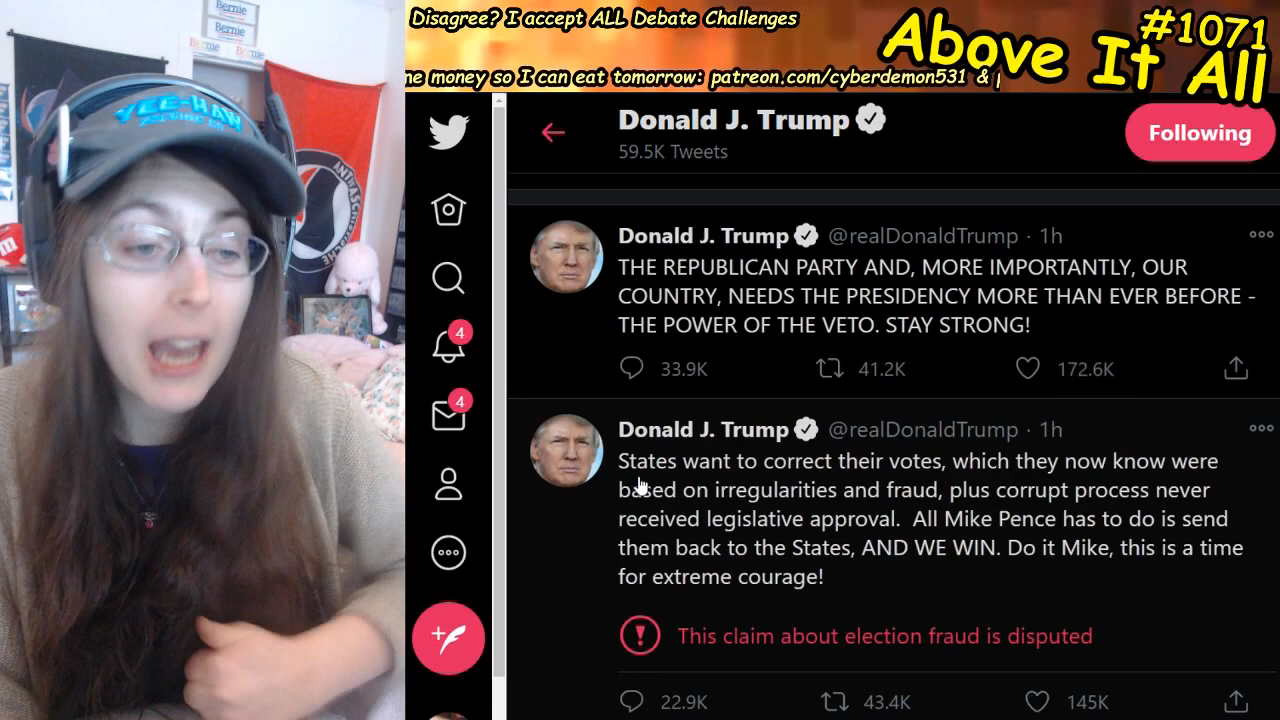 Bernie
Bernie
Bernie
Bernie
YEE-HAW
ANTIFASCHISTISCHE
Disagree? I accept ALL Debate Challenges
ne money so I can eat tomorrow: patreon.com/cyberdemon531 &
#1071
Above It All
Donald J. Trump
59.5K Tweets
Following
4
4
Donald J. Trump @realDonaldTrump · 1h
THE REPUBLICAN PARTY AND, MORE IMPORTANTLY, OUR
COUNTRY, NEEDS THE PRESIDENCY MORE THAN EVER BEFORE -
THE POWER OF THE VETO. STAY STRONG!
33.9K 41.2K 172.6K
Donald J. Trump @realDonaldTrump · 1h
States want to correct their votes, which they now know were
based on irregularities and fraud, plus corrupt process never
received legislative approval. All Mike Pence has to do is send
them back to the States, AND WE WIN. Do it Mike, this is a time
for extreme courage!
This claim about election fraud is disputed
22.9K 43.4K 145K